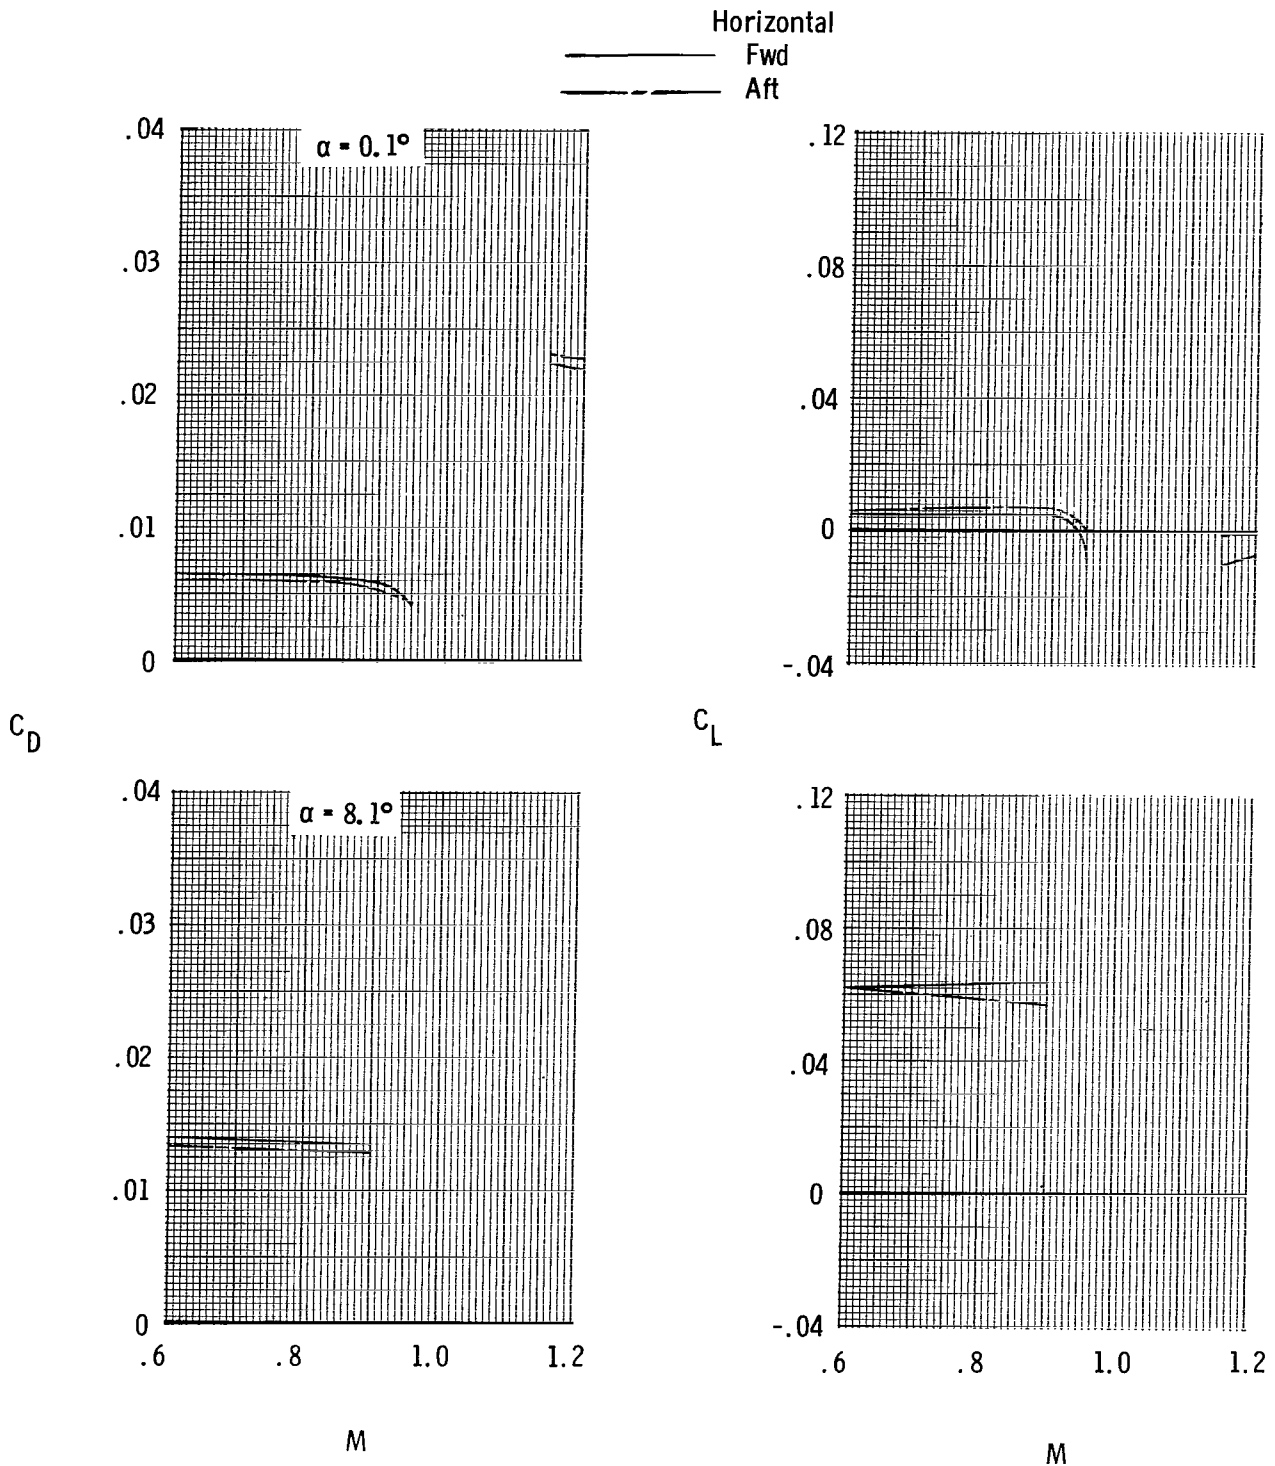 Horizontal
Fwd
Aft
.04
α = 0.1°
.03
.02
.01
0
.12
.08
.04
0
-.04
C_D
C_L
.04
α = 8.1°
.03
.02
.01
0
.6 .8 1.0 1.2
M
.12
.08
.04
0
-.04
.6 .8 1.0 1.2
M